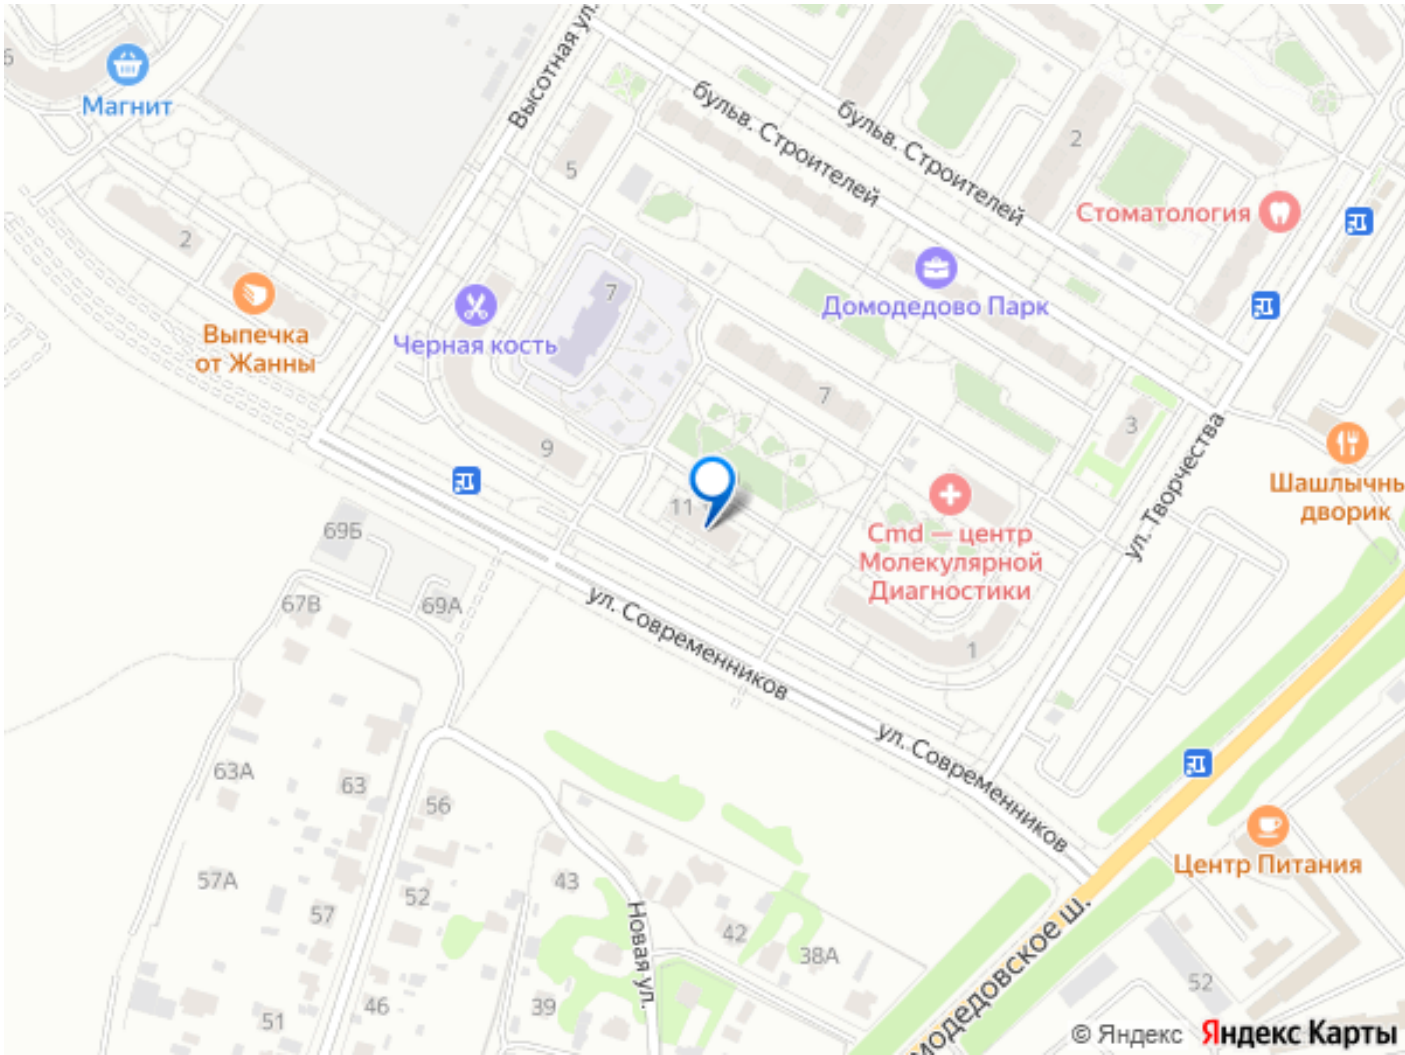 6
Магнит
Высотная ул.
бульв. Строителей
бульв. Строителей
2
5
Стоматология
2
7
Домодедово Парк
Выпечка
от Жанны
Черная кость
7
3
9
ул. Творчества
Шашлычн
дворик
11
Cmd — центр
Молекулярной
Диагностики
69Б
67В
69А
ул. Современников
1
ул. Современников
63А
63
56
Центр Питания
57А
43
52
57
Новая ул.
42
38А
модедовское ш.
52
46
39
51
© Яндекс Яндекс Карты